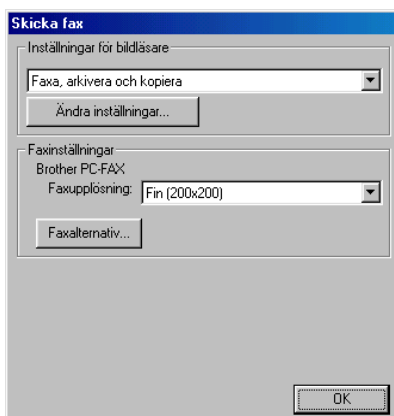 Skicka fax
Inställningar för bildläsare
Faxa, arkivera och kopiera
Ändra inställningar...
Faxinställningar
Brother PC-FAX
Faxupplösning: Fin (200x200)
Faxalternativ...
OK